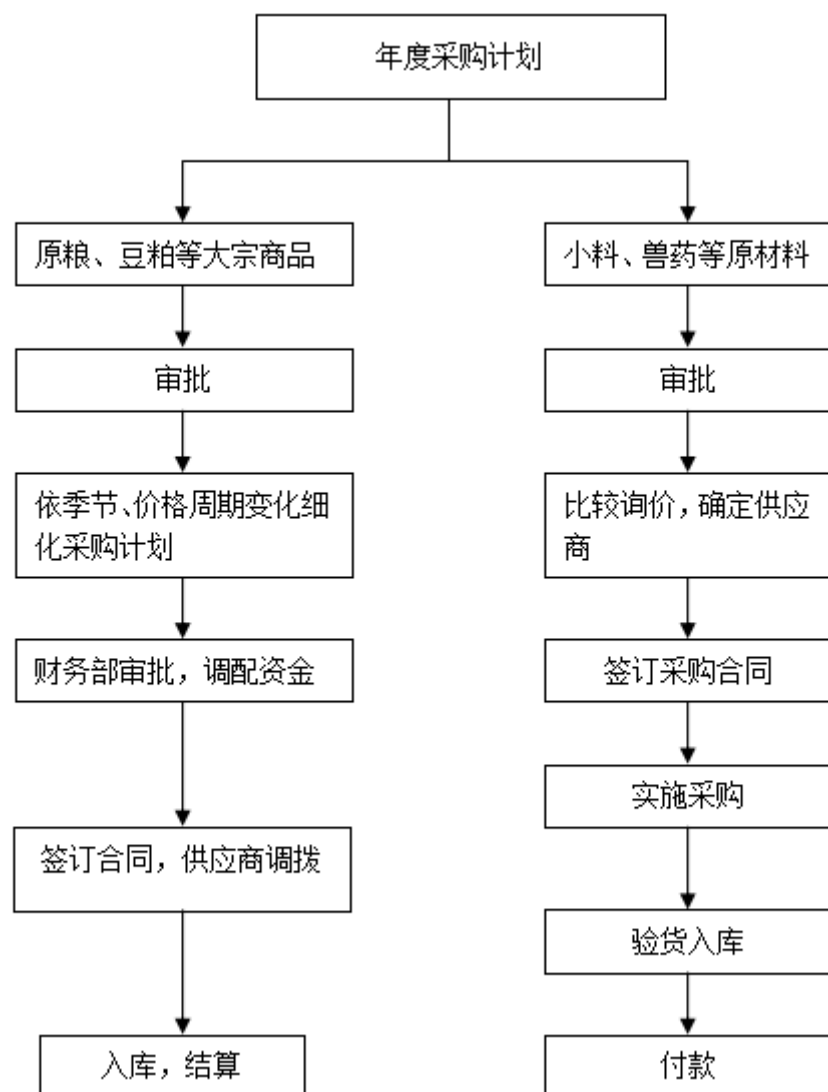 年度采购计划
原粮、豆粕等大宗商品
小料、兽药等原材料
审批
审批
依季节、价格周期变化细
化采购计划
比较询价，确定供应
商
财务部审批，调配资金
签订采购合同
实施采购
签订合同，供应商调拨
验货入库
入库，结算
付款